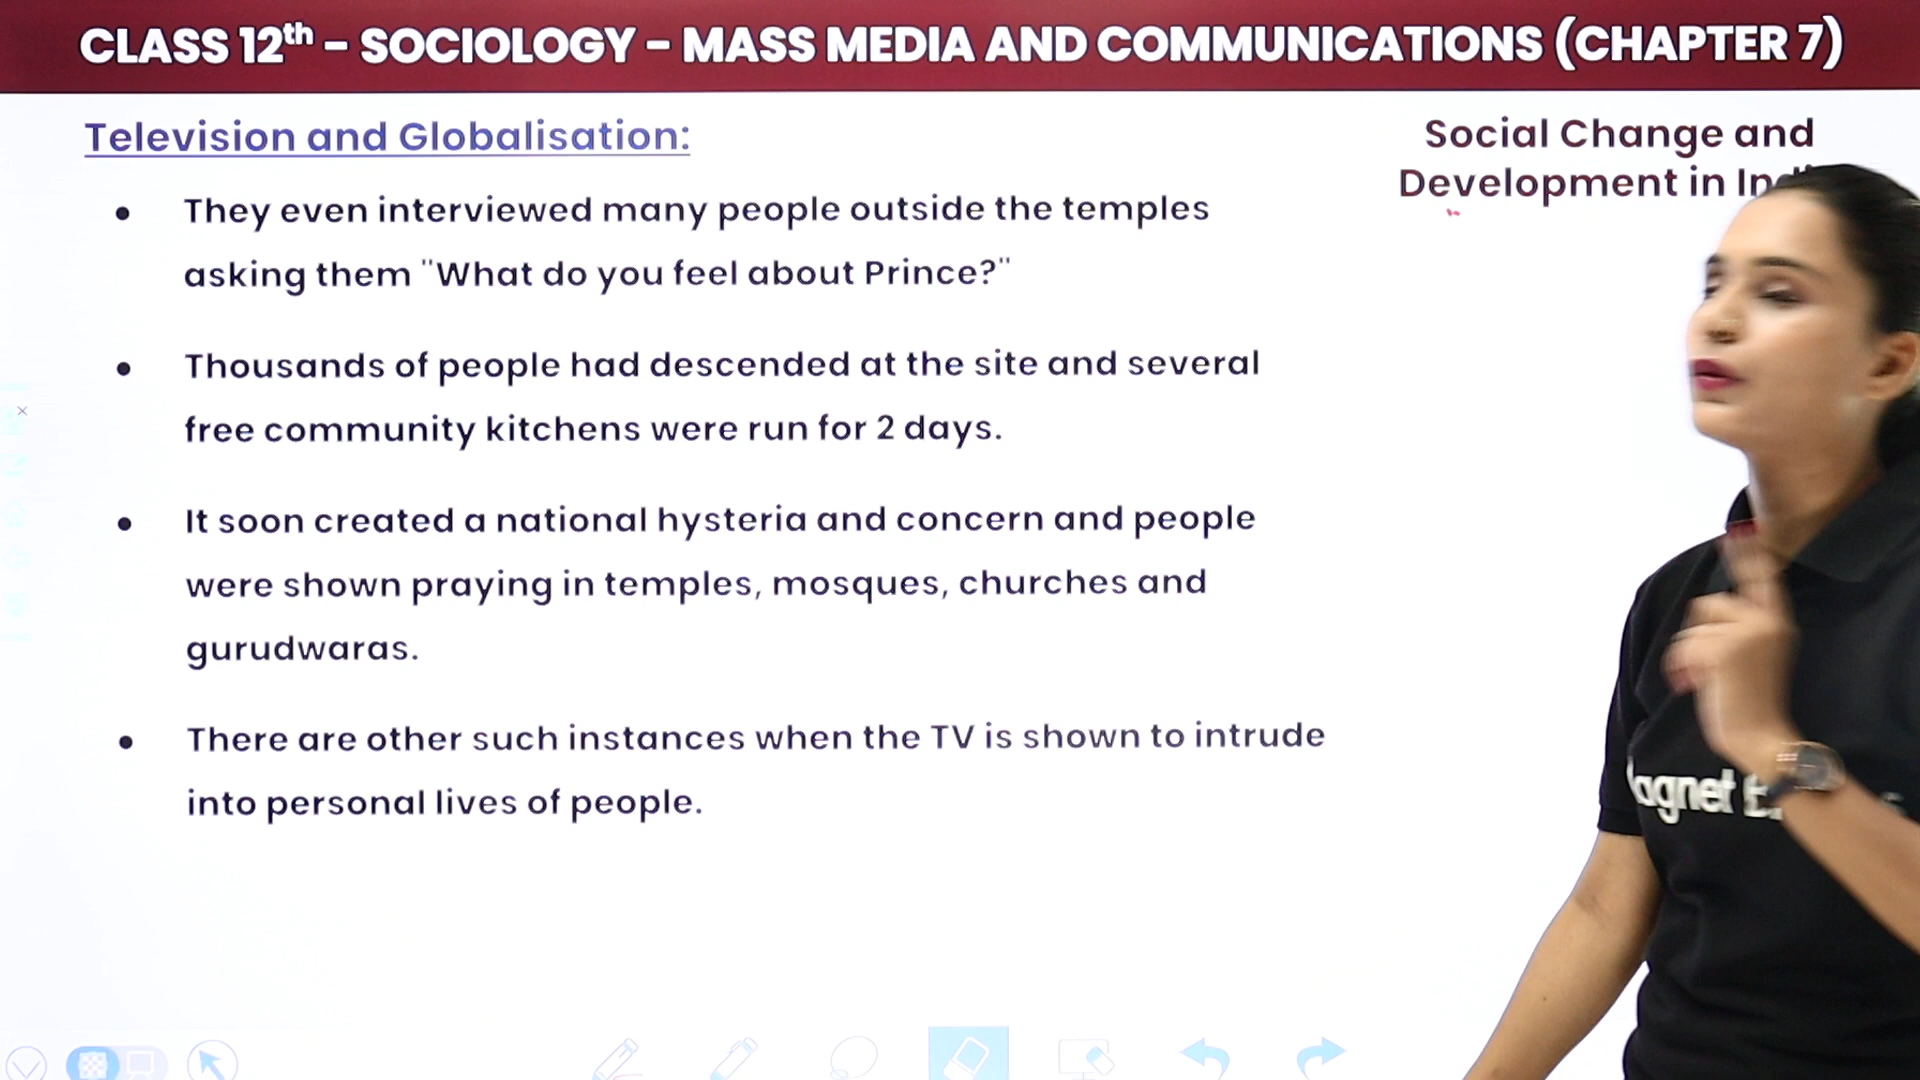 CLASS 12th – SOCIOLOGY – MASS MEDIA AND COMMUNICATIONS (CHAPTER 7)
Television and Globalisation:
Social Change and
Development in
• They even interviewed many people outside the temples
asking them "What do you feel about Prince?"
• Thousands of people had descended at the site and several
free community kitchens were run for 2 days.
• It soon created a national hysteria and concern and people
were shown praying in temples, mosques, churches and
gurudwaras.
• There are other such instances when the TV is shown to intrude
into personal lives of people.